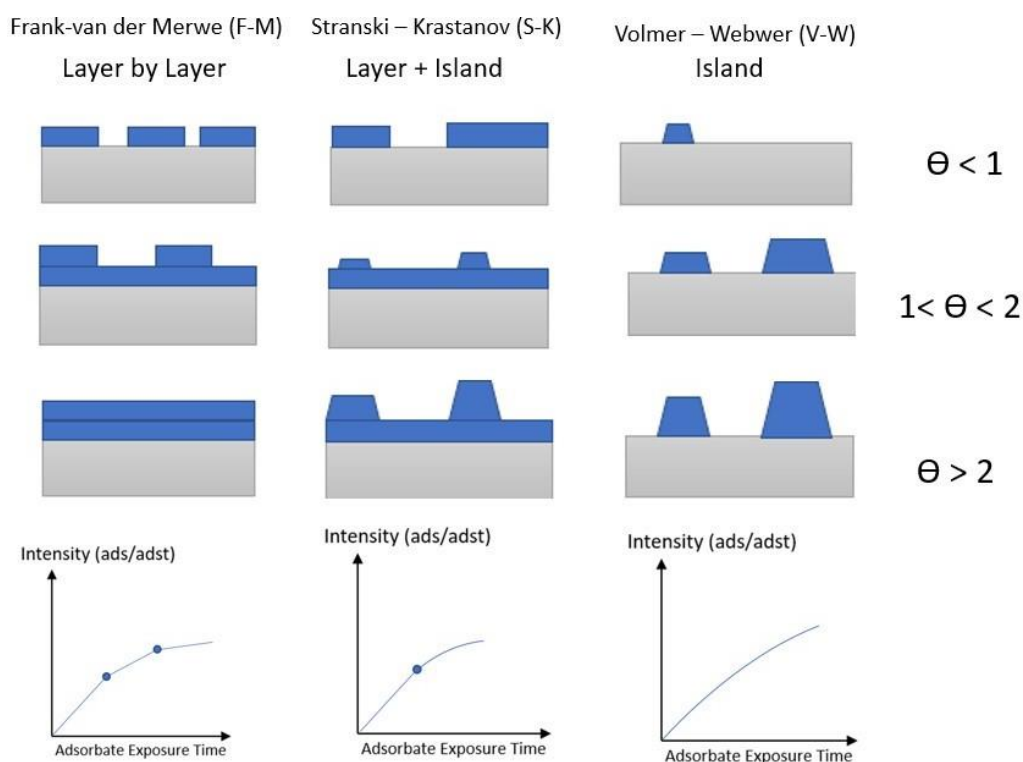 Frank-van der Merwe (F-M)
Layer by Layer
Stranski – Krastanov (S-K)
Layer + Island
Volmer – Webwer (V-W)
Island
Ɵ < 1
1< Ɵ < 2
Ɵ > 2
Intensity (ads/adst)
Adsorbate Exposure Time
Intensity (ads/adst)
Adsorbate Exposure Time
Intensity (ads/adst)
Adsorbate Exposure Time